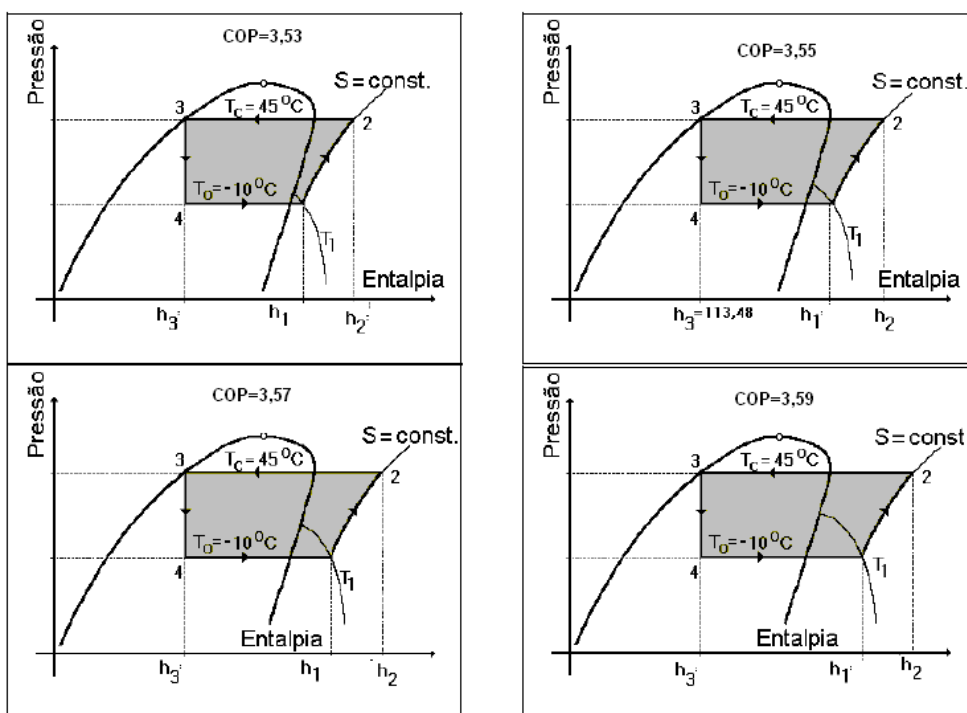 COP=3,53
Pressão
S = const.
3
T_C = 45 °C
2
T_O = -10 °C
4
T_1
Entalpia
h_3
h_1
h_2
COP=3,55
Pressão
S = const.
3
T_C = 45 °C
2
T_O = -10 °C
4
T_1
Entalpia
h_3=113,48
h_1
h_2
COP=3,57
Pressão
S = const.
3
T_C = 45 °C
2
T_O = -10 °C
4
T_1
Entalpia
h_3
h_1
h_2
COP=3,59
Pressão
S = const
3
T_C = 45 °C
2
T_O = -10 °C
4
T_1
Entalpia
h_3
h_1
h_2